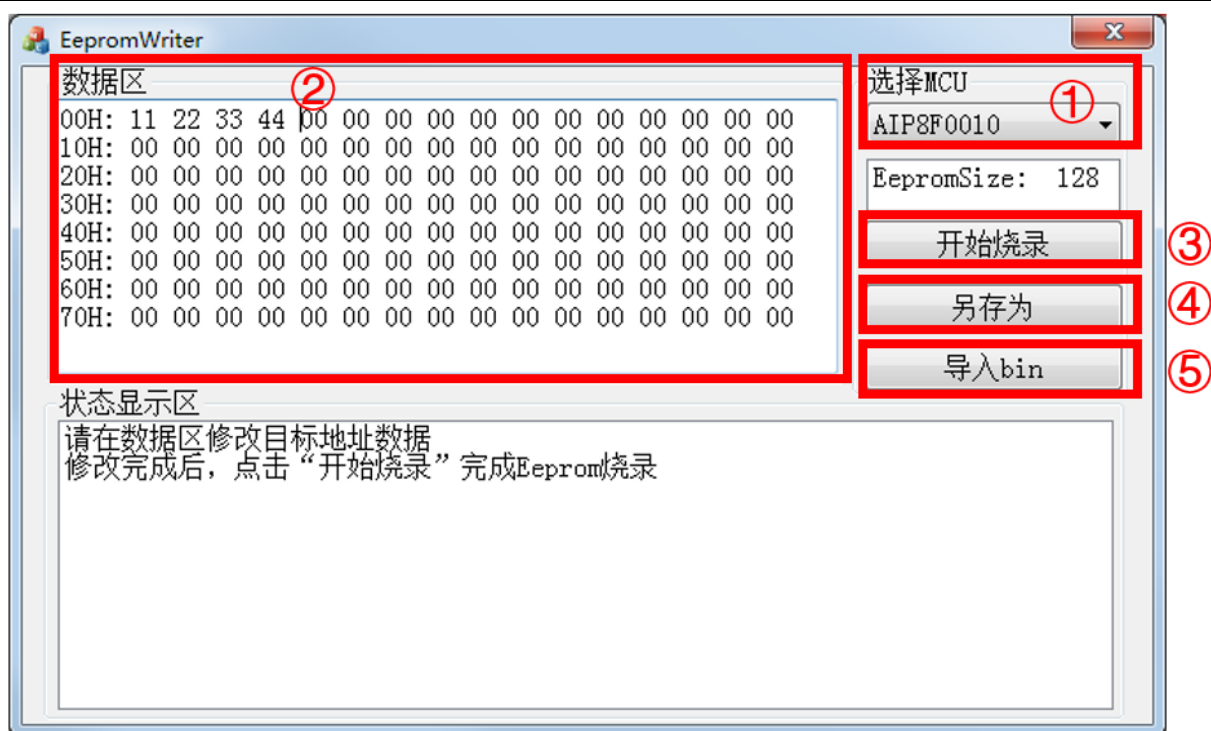 EepromWriter
数据区
②
00H: 11 22 33 44 00 00 00 00 00 00 00 00 00 00 00 00
10H: 00 00 00 00 00 00 00 00 00 00 00 00 00 00 00 00
20H: 00 00 00 00 00 00 00 00 00 00 00 00 00 00 00 00
30H: 00 00 00 00 00 00 00 00 00 00 00 00 00 00 00 00
40H: 00 00 00 00 00 00 00 00 00 00 00 00 00 00 00 00
50H: 00 00 00 00 00 00 00 00 00 00 00 00 00 00 00 00
60H: 00 00 00 00 00 00 00 00 00 00 00 00 00 00 00 00
70H: 00 00 00 00 00 00 00 00 00 00 00 00 00 00 00 00
选择MCU
①
AIP8F0010
EepromSize: 128
开始烧录 ③
另存为 ④
导入bin ⑤
状态显示区
请在数据区修改目标地址数据
修改完成后，点击“开始烧录”完成Eeprom烧录